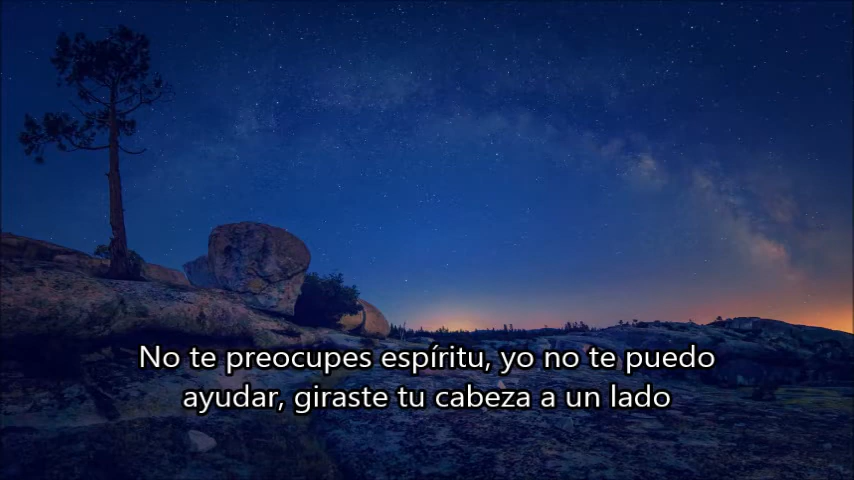 No te preocupes espíritu, yo no te puedo
ayudar, giraste tu cabeza a un lado